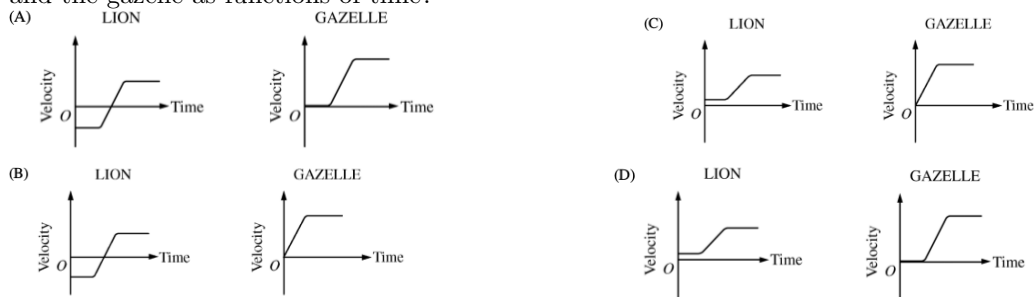 and the gazelle as functions of time?
(A) LION GAZELLE
Velocity O Time Velocity O Time
(B) LION GAZELLE
Velocity O Time Velocity O Time
(C) LION GAZELLE
Velocity O Time Velocity O Time
(D) LION GAZELLE
Velocity O Time Velocity O Time